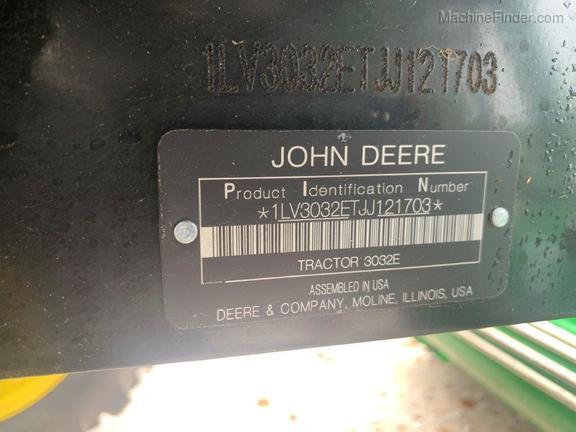 MachineFinder.com
1LV3032ETJJ121703
JOHN DEERE
Product Identification Number
*1LV3032ETJJ121703*
TRACTOR 3032E
ASSEMBLED IN USA
DEERE & COMPANY, MOLINE, ILLINOIS, USA